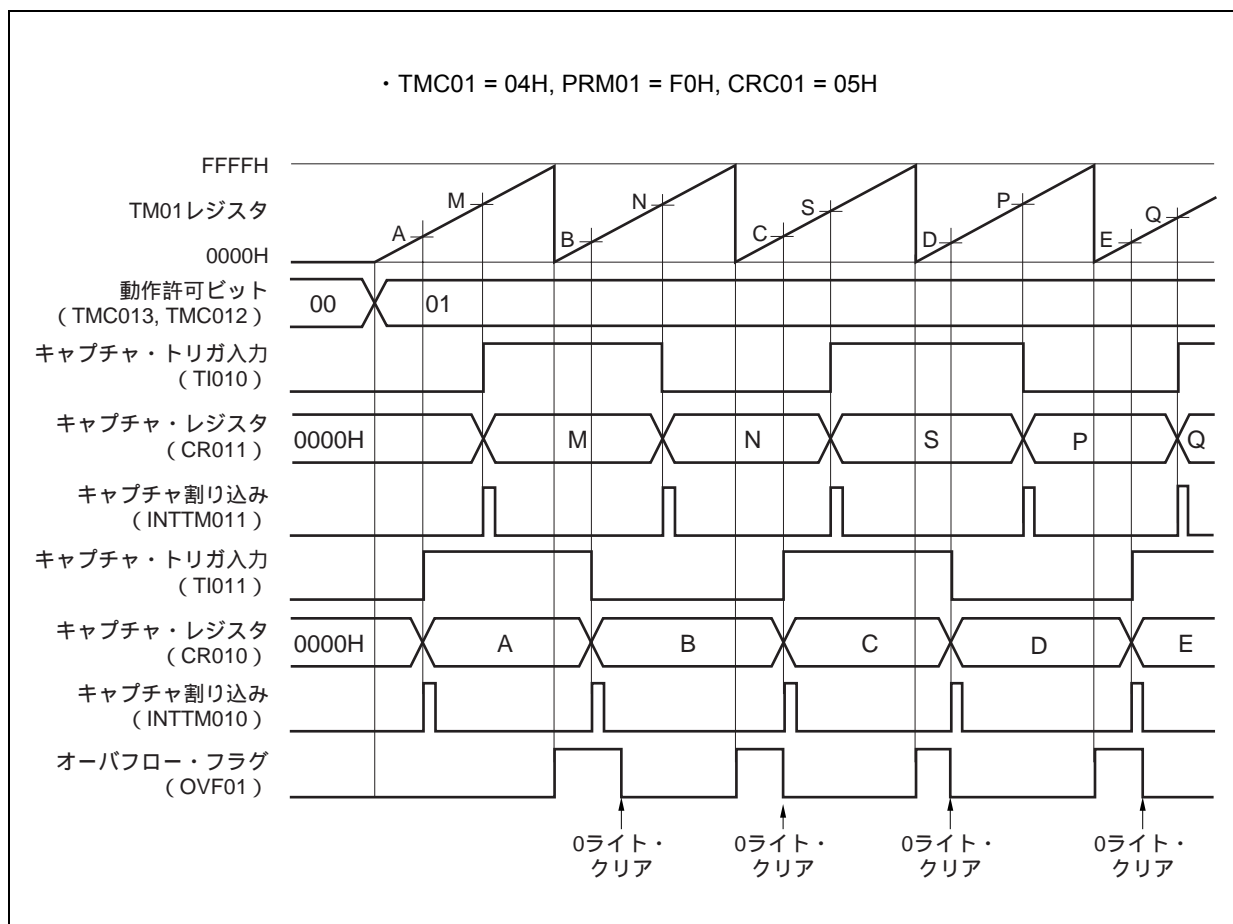 ・TMC01 = 04H, PRM01 = F0H, CRC01 = 05H
FFFFH
TM01レジスタ
0000H
A
M
B
N
C
S
D
P
E
Q
動作許可ビット
（TMC013, TMC012）
00
01
キャプチャ・トリガ入力
（TI010）
キャプチャ・レジスタ
（CR011）
0000H
M
N
S
P
Q
キャプチャ割り込み
（INTTM011）
キャプチャ・トリガ入力
（TI011）
キャプチャ・レジスタ
（CR010）
0000H
A
B
C
D
E
キャプチャ割り込み
（INTTM010）
オーバフロー・フラグ
（OVF01）
0ライト・
クリア
0ライト・
クリア
0ライト・
クリア
0ライト・
クリア